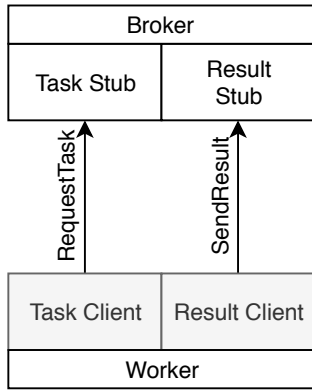 Broker
Task Stub
Result
Stub
RequestTask
SendResult
Task Client
Result Client
Worker